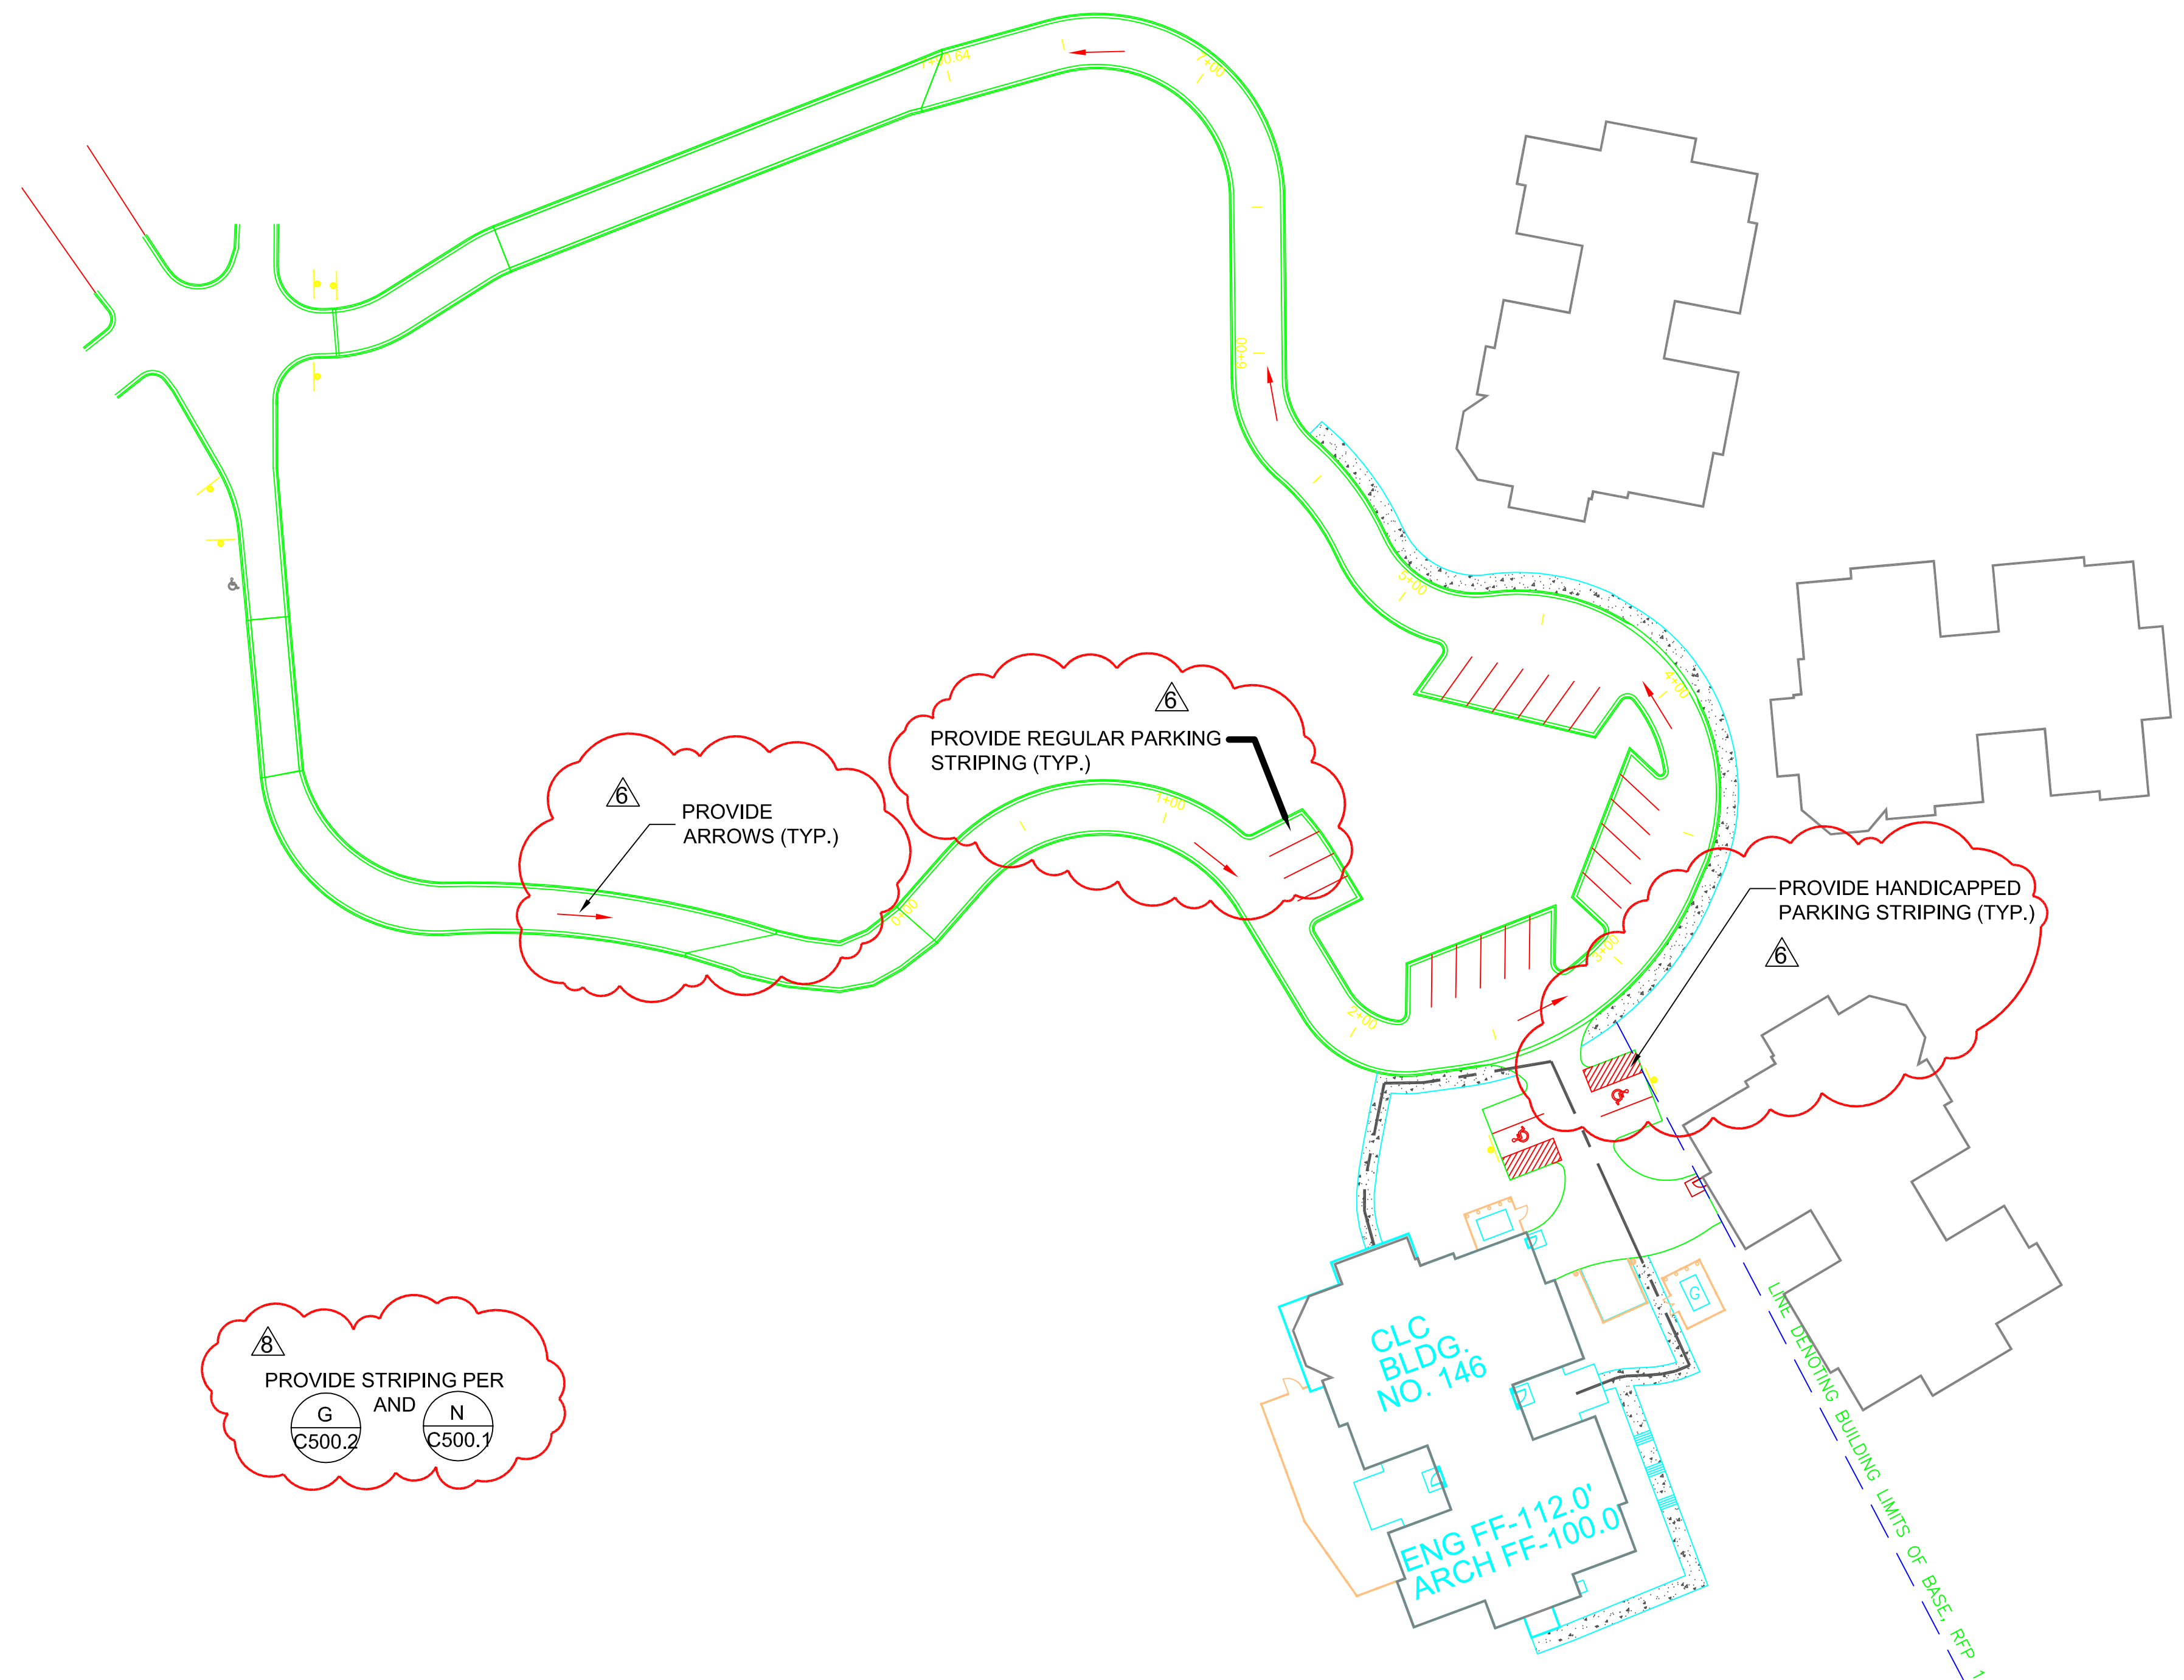 7+00
6+00
5+00
6
PROVIDE REGULAR PARKING
STRIPING (TYP.)
4+00
6
PROVIDE
ARROWS (TYP.)
1+00
0+00
PROVIDE HANDICAPPED
PARKING STRIPING (TYP.)
6
3+00
2+00
G
LINE DENOTING BUILDING LIMITS OF BASE, RFP 1
CLC
BLDG.
NO. 146
ENG FF-112.0'
ARCH FF-100.0'
8
PROVIDE STRIPING PER
AND
G
C500.2
N
C500.1